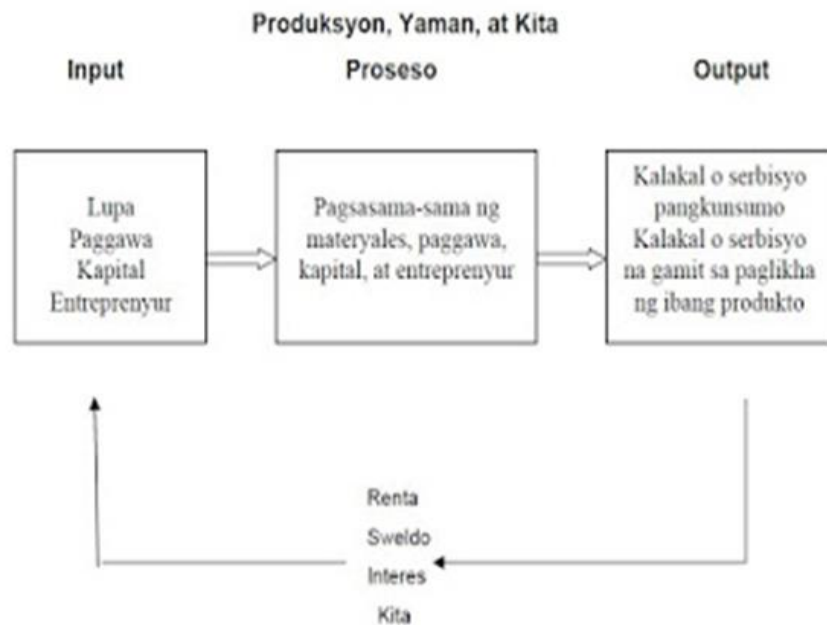 Produksyon, Yaman, at Kita
Input
Proseso
Output
Lupa
Paggawa
Kapital
Entreprenyur
Pagsasama-sama ng
materyales, paggawa,
kapital, at entreprenyur
Kalakal o serbisyo
pangkunsumo
Kalakal o serbisyo
na gamit sa paglikha
ng ibang produkto
Renta
Sweldo
Interes
Kita